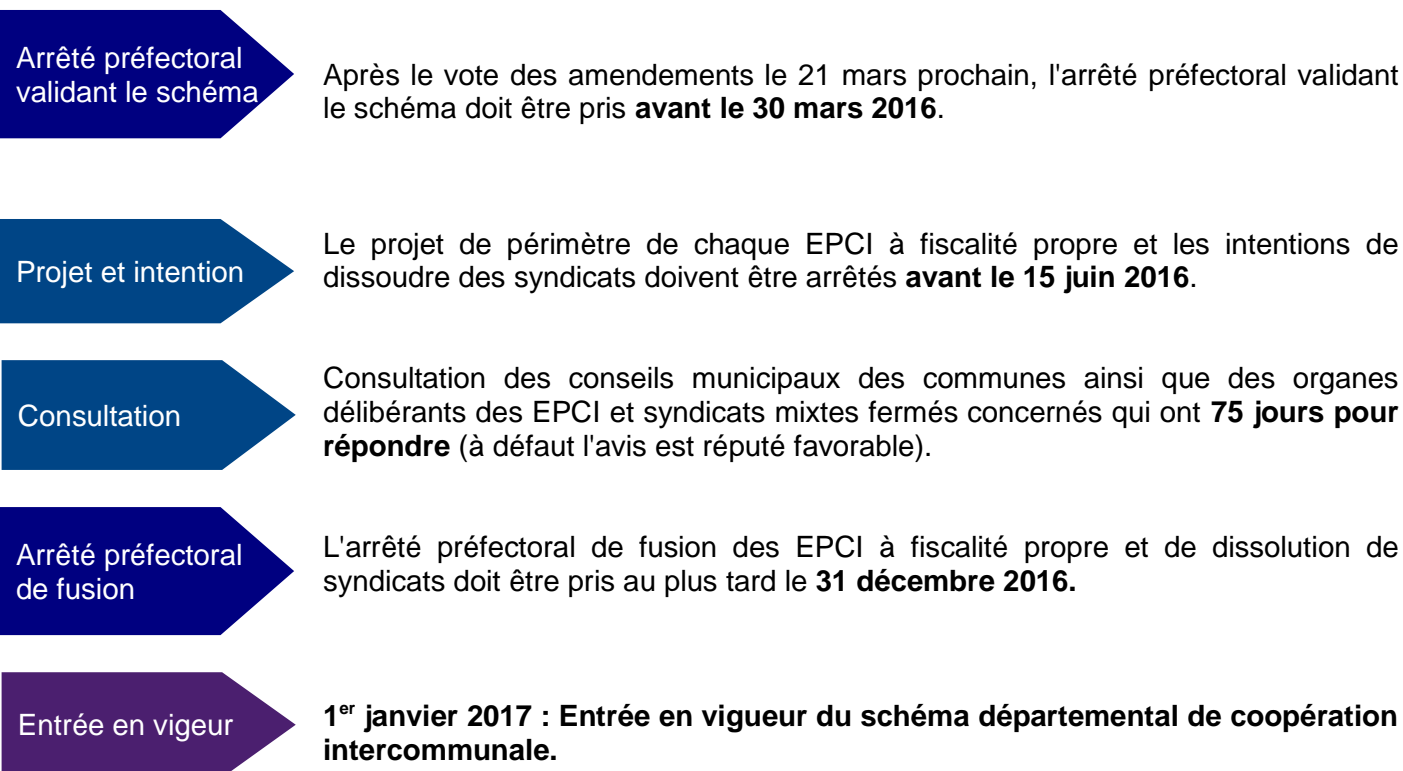 Arrêté préfectoral
validant le schéma
Après le vote des amendements le 21 mars prochain, l'arrêté préfectoral validant
le schéma doit être pris avant le 30 mars 2016.
Projet et intention
Le projet de périmètre de chaque EPCI à fiscalité propre et les intentions de
dissoudre des syndicats doivent être arrêtés avant le 15 juin 2016.
Consultation
Consultation des conseils municipaux des communes ainsi que des organes
délibérants des EPCI et syndicats mixtes fermés concernés qui ont 75 jours pour
répondre (à défaut l'avis est réputé favorable).
Arrêté préfectoral
de fusion
L'arrêté préfectoral de fusion des EPCI à fiscalité propre et de dissolution de
syndicats doit être pris au plus tard le 31 décembre 2016.
Entrée en vigeur
1er janvier 2017 : Entrée en vigueur du schéma départemental de coopération
intercommunale.